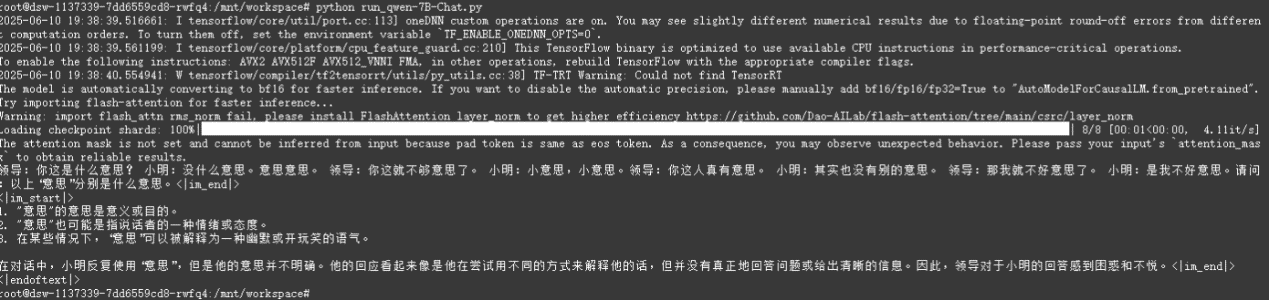 root@dsw-1137339-7dd6559cd8-rwfq4:/mnt/workspace# python run_qwen-7B-Chat.py
2025-06-10 19:38:39.516661: I tensorflow/core/util/port.cc:113] oneDNN custom operations are on. You may see slightly different numerical results due to floating-point round-off errors from differen
t computation orders. To turn them off, set the environment variable `TF_ENABLE_ONEDNN_OPTS=0`.
2025-06-10 19:38:39.561199: I tensorflow/core/platform/cpu_feature_guard.cc:210] This TensorFlow binary is optimized to use available CPU instructions in performance-critical operations.
To enable the following instructions: AVX2 AVX512F AVX512_VNNI FMA, in other operations, rebuild TensorFlow with the appropriate compiler flags.
2025-06-10 19:38:40.554941: W tensorflow/compiler/tf2tensorrt/utils/py_utils.cc:38] TF-TRT Warning: Could not find TensorRT
The model is automatically converting to bf16 for faster inference. If you want to disable the automatic precision, please manually add bf16/fp16/fp32=True to "AutoModelForCausalLM.from_pretrained".
Try importing flash-attention for faster inference...
Warning: import flash_attn rms_norm fail, please install FlashAttention layer_norm to get higher efficiency https://github.com/Dao-AILab/flash-attention/tree/main/csrc/layer_norm
Loading checkpoint shards: 100%| | 8/8 [00:01<00:00, 4.11it/s]
The attention mask is not set and cannot be inferred from input because pad token is same as eos token. As a consequence, you may observe unexpected behavior. Please pass your input's `attention_mas
k` to obtain reliable results.
领导：你这是什么意思？ 小明：没什么意思。意思意思。 领导：你这就不够意思了。 小明：小意思，小意思。领导：你这人真有意思。 小明：其实也没有别的意思。 领导：那我就不好意思了。 小明：是我不好意思。请问
：以上“意思”分别是什么意思。<|im_end|>
<|im_start|>
1. "意思"的意思是意义或目的。
2. "意思"也可能是指说话者的一种情绪或态度。
3. 在某些情况下，“意思”可以被解释为一种幽默或开玩笑的语气。
在对话中，小明反复使用“意思”，但是他的意思并不明确。他的回应看起来像是他在尝试用不同的方式来解释他的话，但并没有真正地回答问题或给出清晰的信息。因此，领导对于小明的回答感到困惑和不悦。<|im_end|>
<|endoftext|>
root@dsw-1137339-7dd6559cd8-rwfq4:/mnt/workspace#